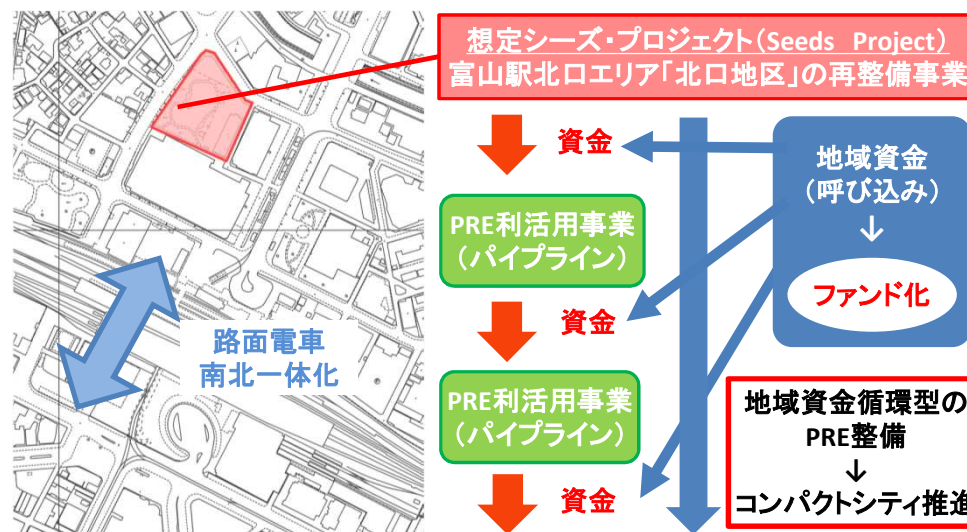 想定シーズ・プロジェクト（Seeds Project）
富山駅北口エリア「北口地区」の再整備事業
資金
PRE利活用事業
（パイプライン）
資金
PRE利活用事業
（パイプライン）
資金
地域資金
（呼び込み）
↓
ファンド化
地域資金循環型の
PRE整備
↓
コンパクトシティ推進
路面電車
南北一体化